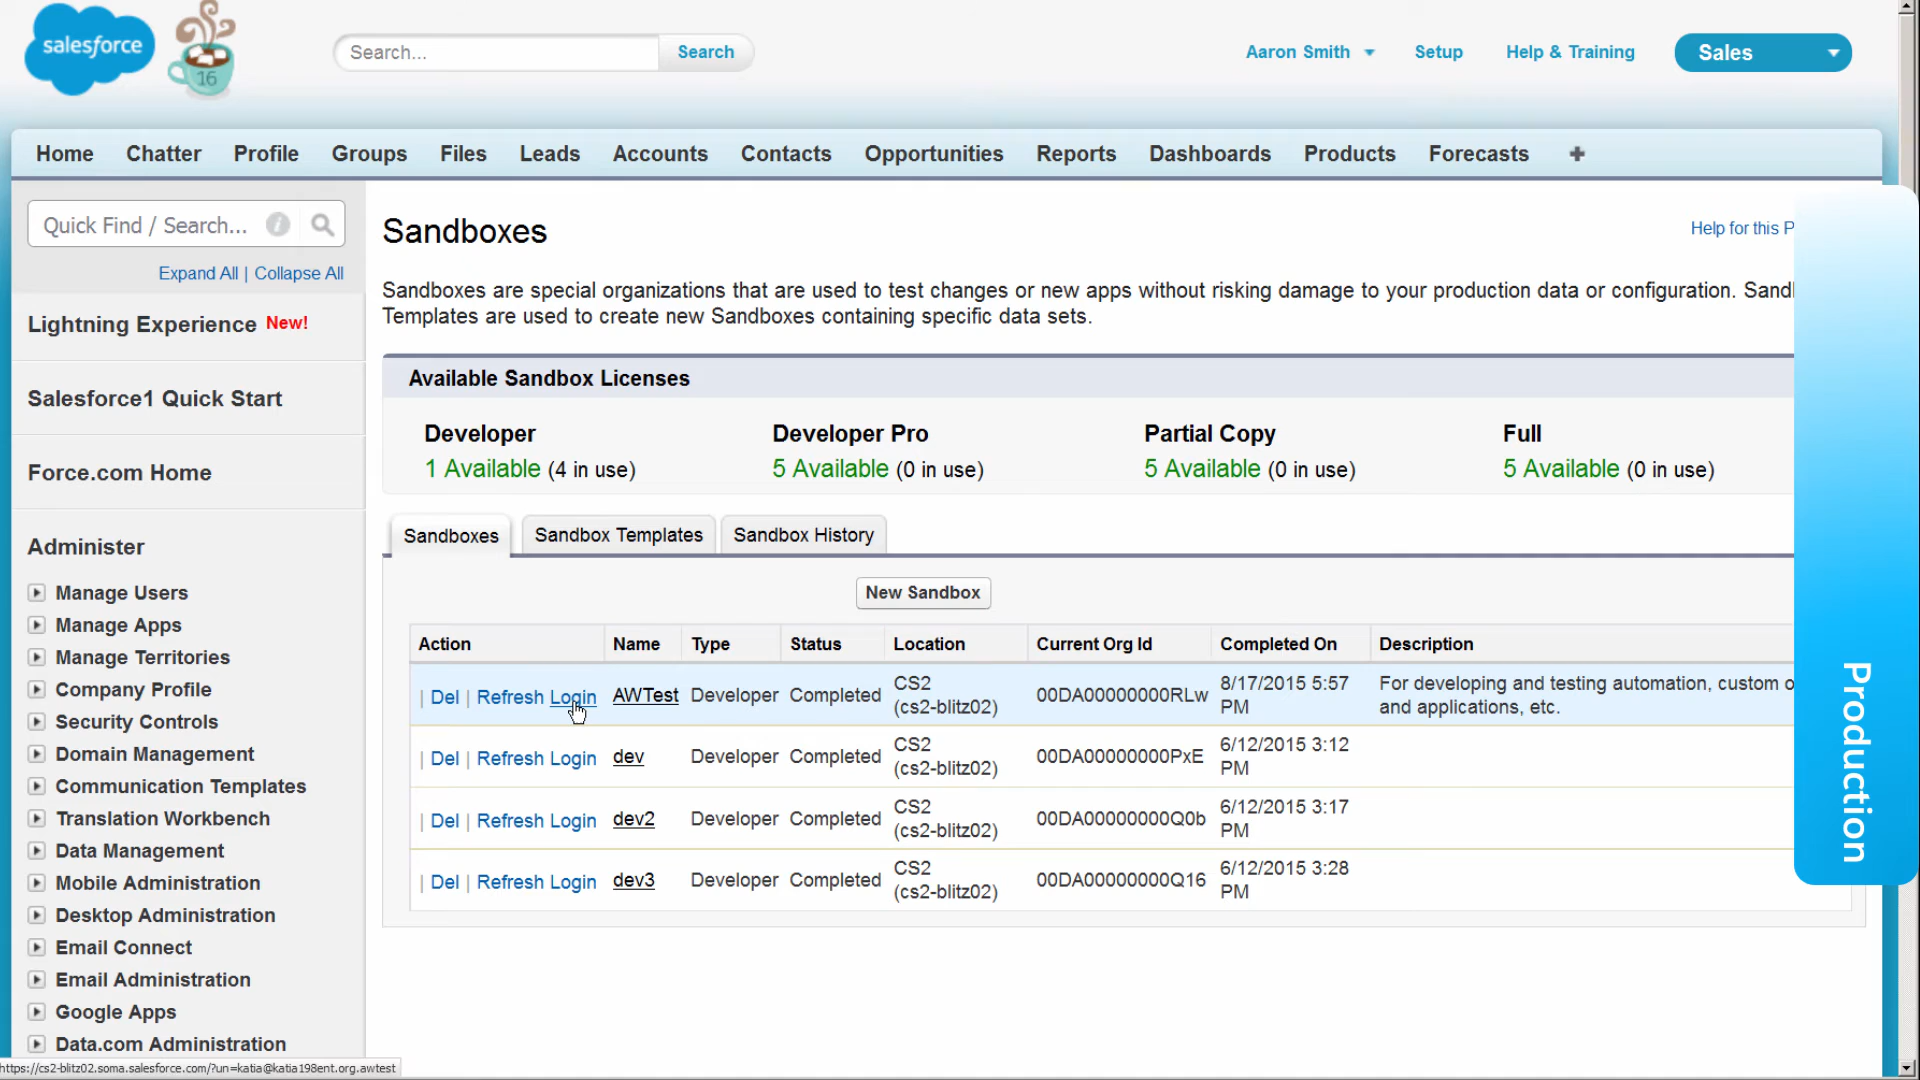 salesforce
16
Search...
Search
Aaron Smith
Setup
Help & Training
Sales
Home
Chatter
Profile
Groups
Files
Leads
Accounts
Contacts
Opportunities
Reports
Dashboards
Products
Forecasts
+
Quick Find / Search...
i
Expand All | Collapse All
Lightning Experience New!
Salesforce1 Quick Start
Force.com Home
Administer
Manage Users
Manage Apps
Manage Territories
Company Profile
Security Controls
Domain Management
Communication Templates
Translation Workbench
Data Management
Mobile Administration
Desktop Administration
Email Connect
Email Administration
Google Apps
Data.com Administration
Sandboxes
Help for this P
Sandboxes are special organizations that are used to test changes or new apps without risking damage to your production data or configuration. Sand
Templates are used to create new Sandboxes containing specific data sets.
Available Sandbox Licenses
Developer
1 Available (4 in use)
Developer Pro
5 Available (0 in use)
Partial Copy
5 Available (0 in use)
Full
5 Available (0 in use)
Sandboxes
Sandbox Templates
Sandbox History
New Sandbox
Action Name Type Status Location Current Org Id Completed On Description
| Del | Refresh Login AWTest Developer Completed CS2 (cs2-blitz02) 00DA00000000RLw 8/17/2015 5:57 PM For developing and testing automation, custom o
and applications, etc.
| Del | Refresh Login dev Developer Completed CS2 (cs2-blitz02) 00DA00000000PxE 6/12/2015 3:12 PM
| Del | Refresh Login dev2 Developer Completed CS2 (cs2-blitz02) 00DA00000000Q0b 6/12/2015 3:17 PM
| Del | Refresh Login dev3 Developer Completed CS2 (cs2-blitz02) 00DA00000000Q16 6/12/2015 3:28 PM
Production
https://cs2-blitz02.soma.salesforce.com/?un=katia@katia198ent.org.awtest